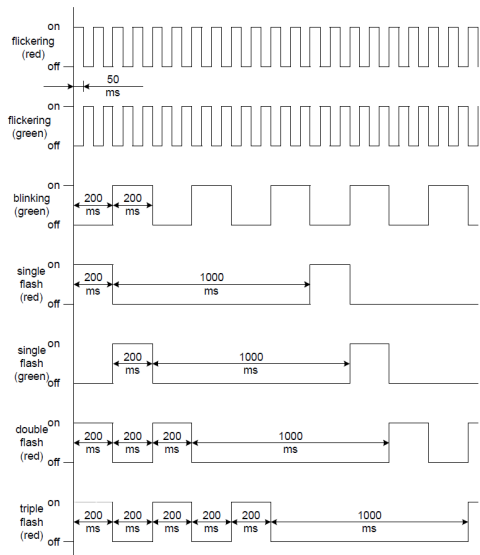 on
flickering
(red)
off
50
ms
on
flickering
(green)
off
on
blinking
(green)
off
200
ms
200
ms
on
single
flash
(red)
off
200
ms
1000
ms
on
single
flash
(green)
off
200
ms
1000
ms
on
double
flash
(red)
off
200
ms
200
ms
200
ms
1000
ms
on
triple
flash
(red)
off
200
ms
200
ms
200
ms
200
ms
200
ms
1000
ms